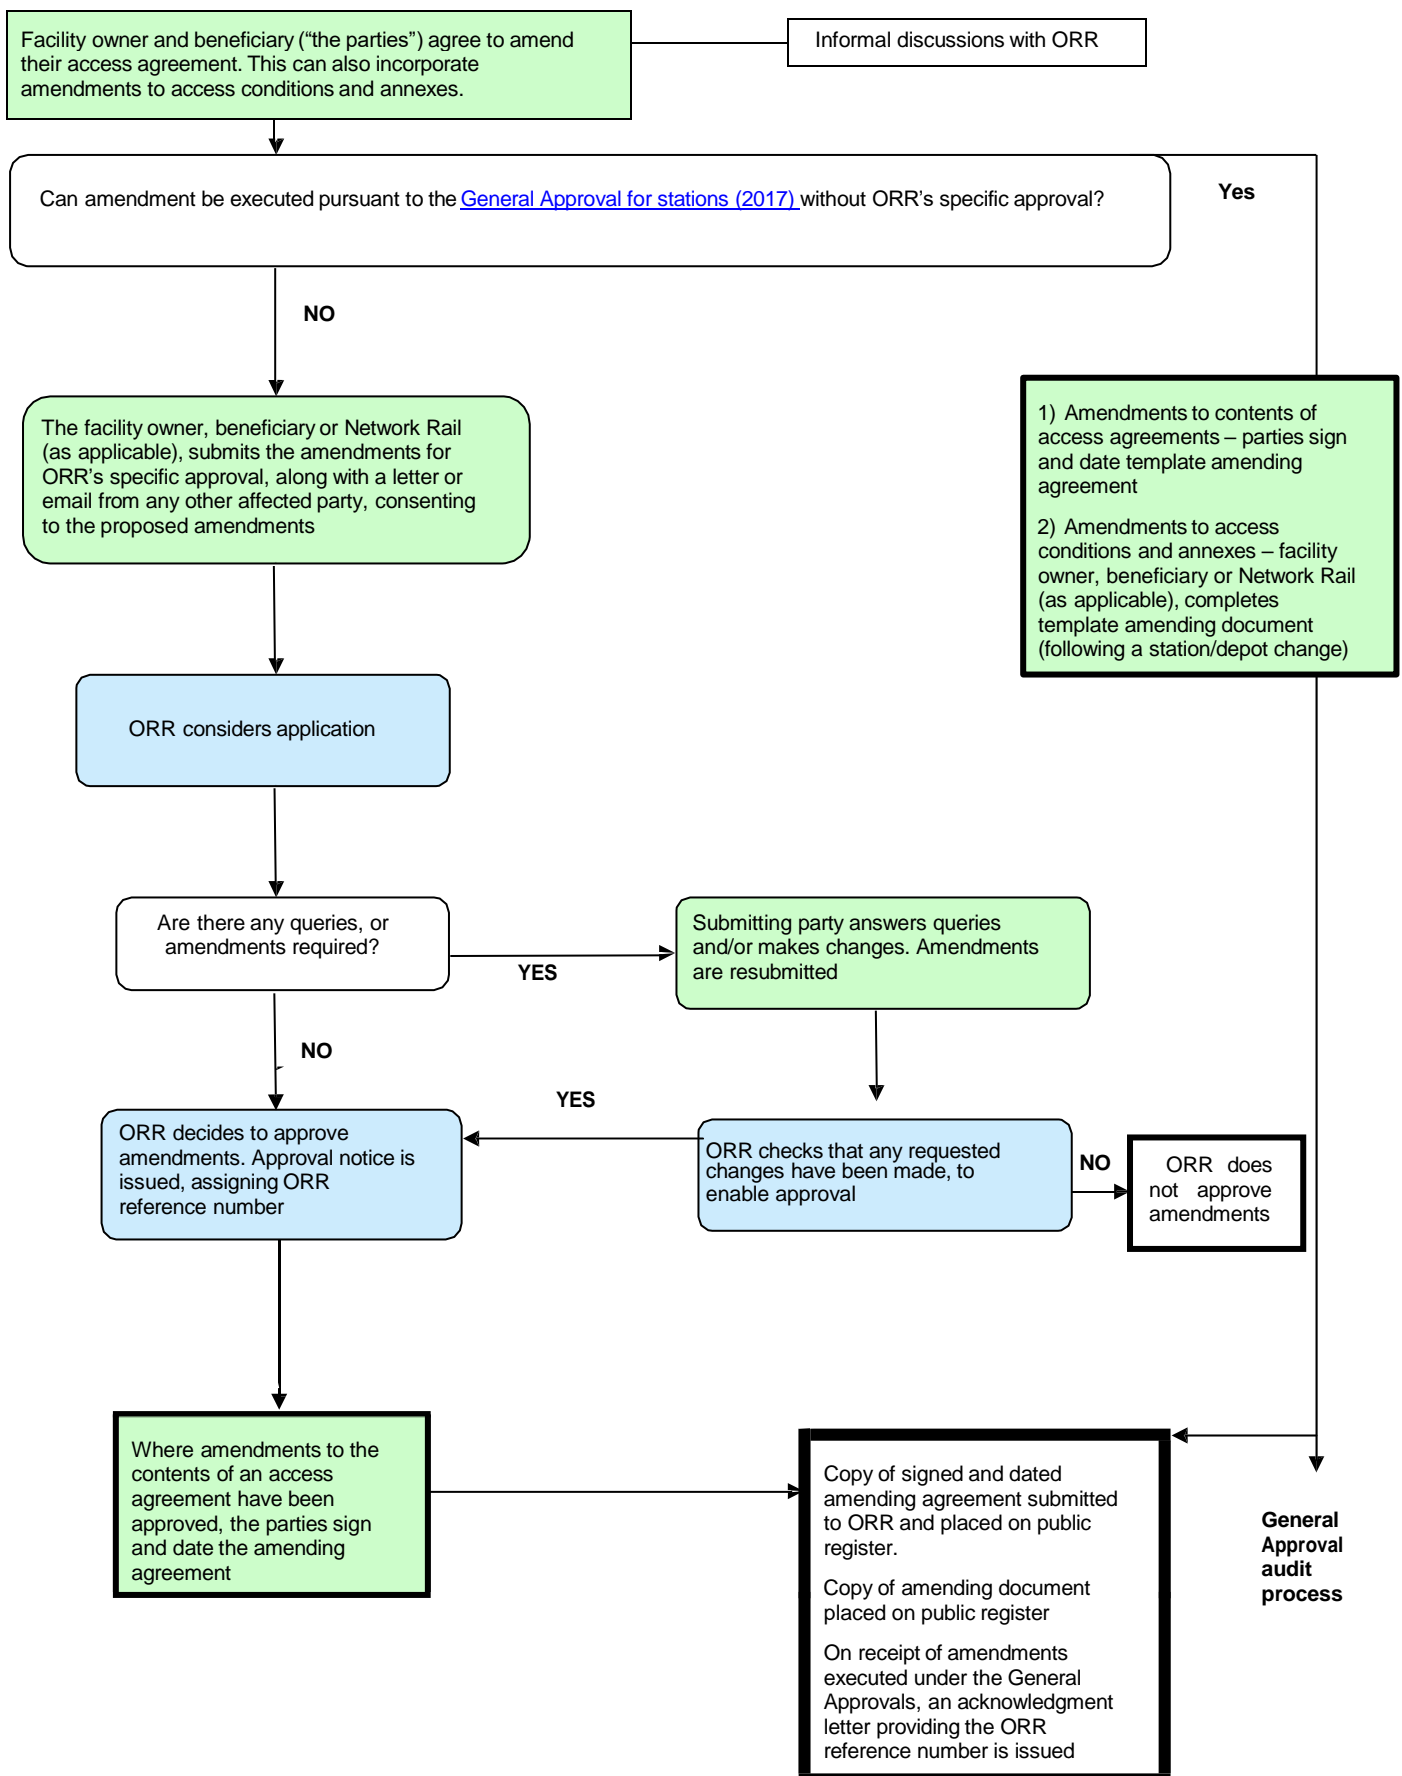 Facility owner and beneficiary (“the parties”) agree to amend
their access agreement. This can also incorporate
amendments to access conditions and annexes.
Informal discussions with ORR
Can amendment be executed pursuant to the General Approval for stations (2017) without ORR’s specific approval?
Yes
NO
The facility owner, beneficiary or Network Rail
(as applicable), submits the amendments for
ORR’s specific approval, along with a letter or
email from any other affected party, consenting
to the proposed amendments
1) Amendments to contents of
access agreements – parties sign
and date template amending
agreement
2) Amendments to access
conditions and annexes – facility
owner, beneficiary or Network Rail
(as applicable), completes
template amending document
(following a station/depot change)
ORR considers application
Are there any queries, or
amendments required?
YES
Submitting party answers queries
and/or makes changes. Amendments
are resubmitted
NO
YES
ORR decides to approve
amendments. Approval notice is
issued, assigning ORR
reference number
ORR checks that any requested
changes have been made, to
enable approval
NO
ORR does
not approve
amendments
Where amendments to the
contents of an access
agreement have been
approved, the parties sign
and date the amending
agreement
Copy of signed and dated
amending agreement submitted
to ORR and placed on public
register.
Copy of amending document
placed on public register
On receipt of amendments
executed under the General
Approvals, an acknowledgment
letter providing the ORR
reference number is issued
General
Approval
audit
process